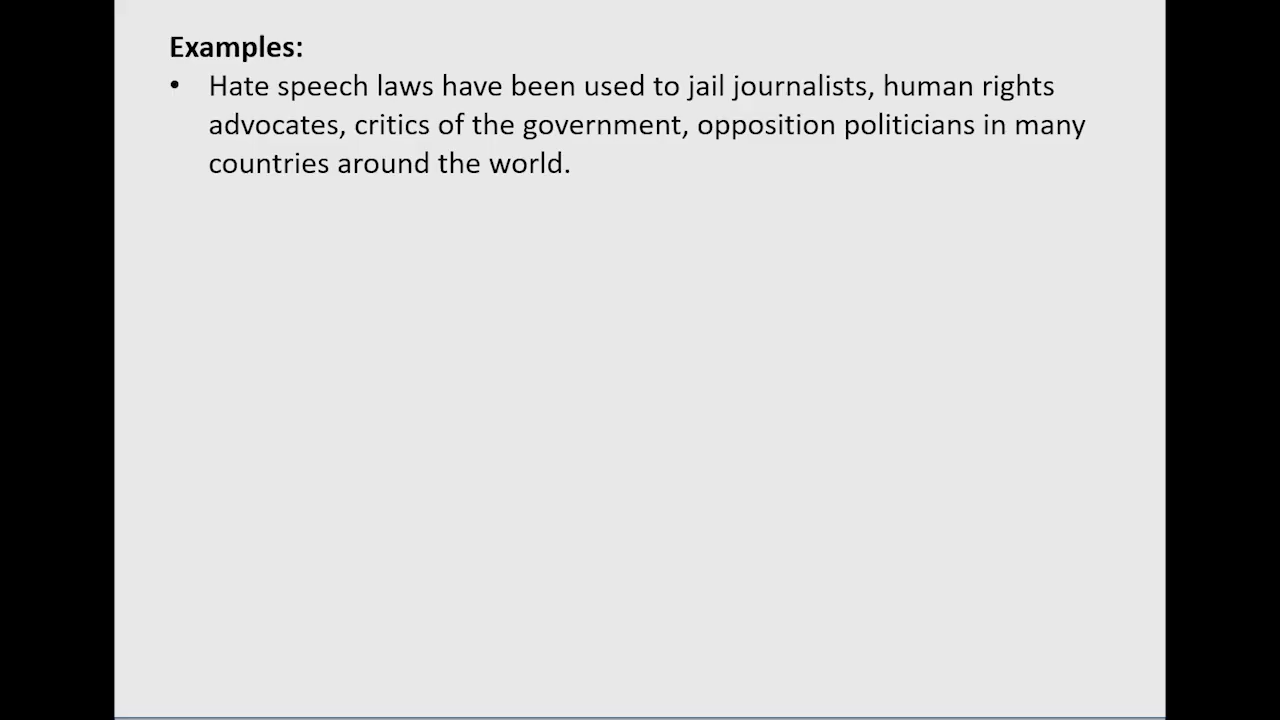 Examples:
• Hate speech laws have been used to jail journalists, human rights
advocates, critics of the government, opposition politicians in many
countries around the world.